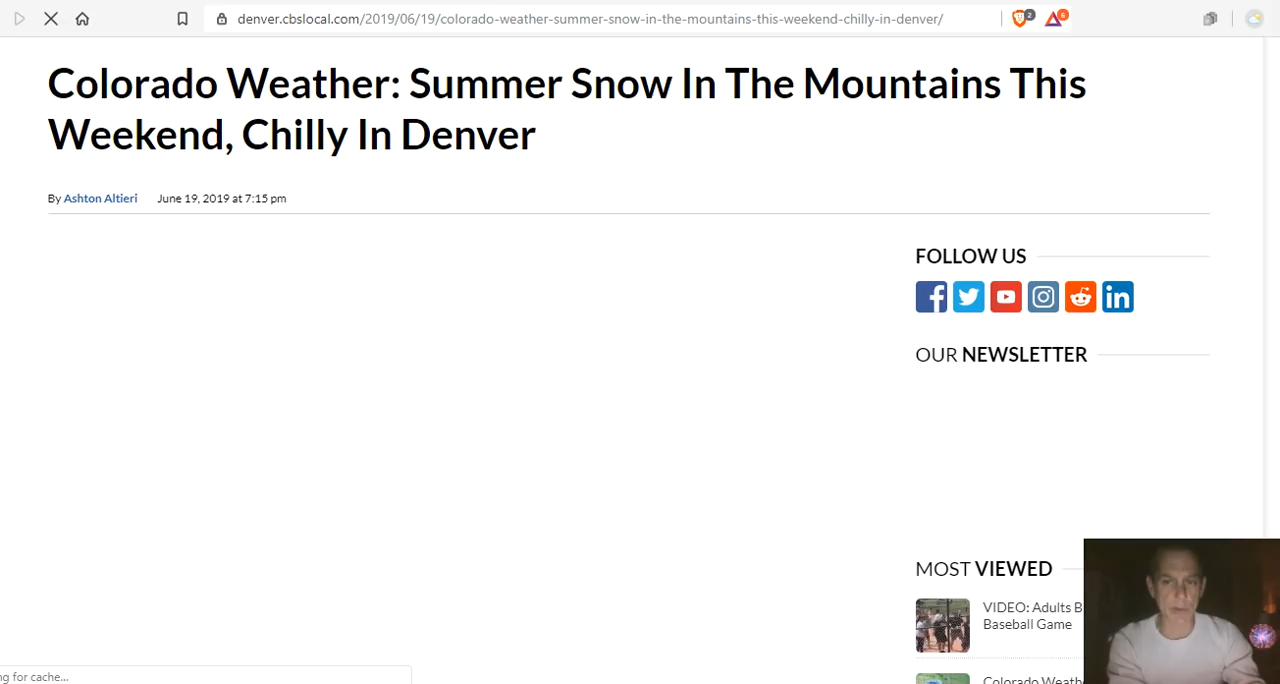 denver.cbslocal.com/2019/06/19/colorado-weather-summer-snow-in-the-mountains-this-weekend-chilly-in-denver/
2
6
Colorado Weather: Summer Snow In The Mountains This
Weekend, Chilly In Denver
By Ashton Altieri June 19, 2019 at 7:15 pm
FOLLOW US
OUR NEWSLETTER
MOST VIEWED
VIDEO: Adults B
Baseball Game
Colorado Weath
ng for cache...